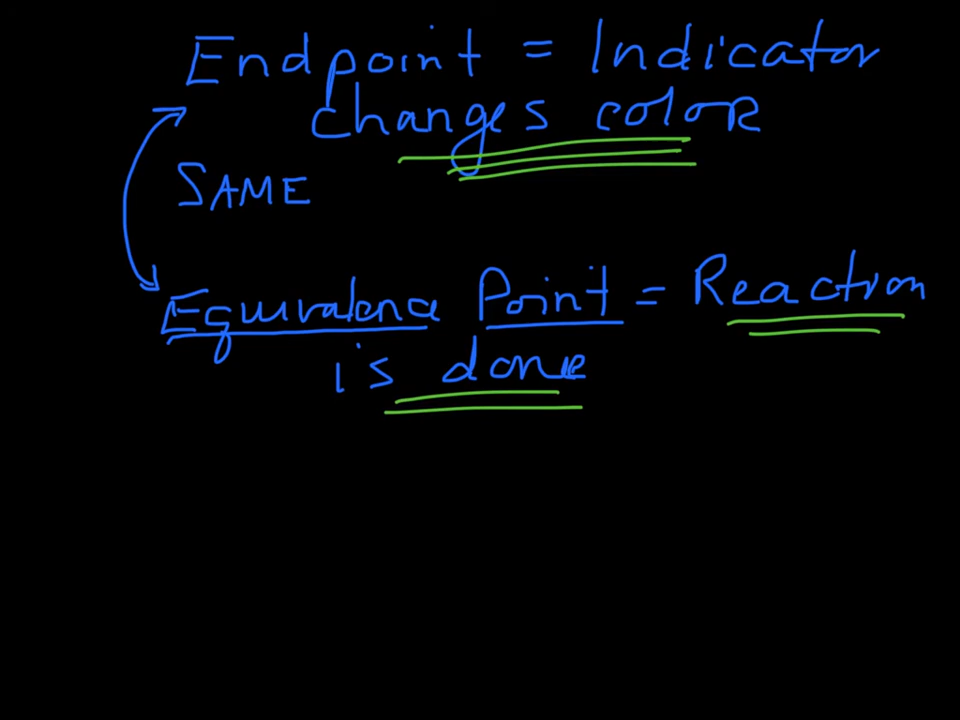 Endpoint = Indicator
changes color
SAME
Equivalence Point = Reaction
is done